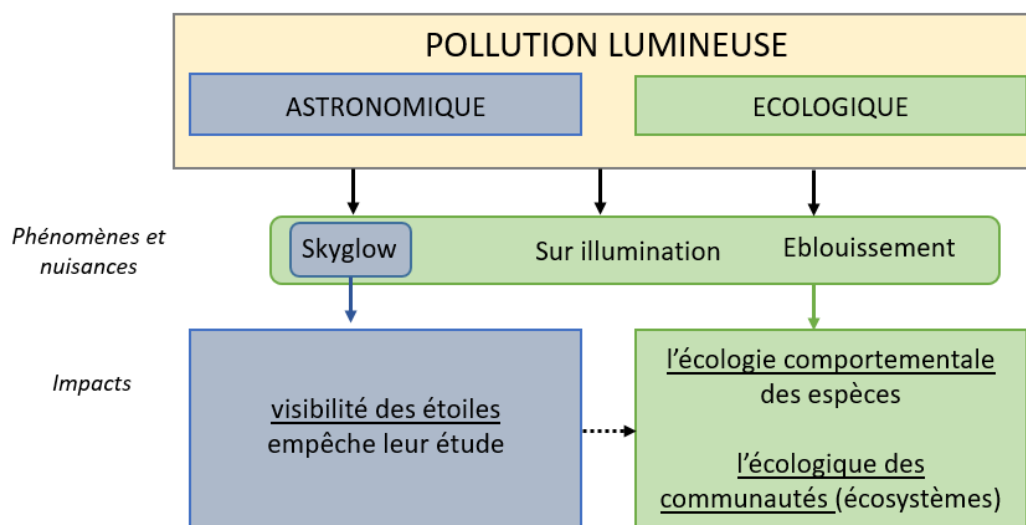 POLLUTION LUMINEUSE
ASTRONOMIQUE
ECOLOGIQUE
Phénomènes et
nuisances
Skyglow
Sur illumination
Eblouissement
Impacts
visibilité des étoiles
empêche leur étude
l'écologie comportementale
des espèces
l'écologique des
communautés (écosystèmes)